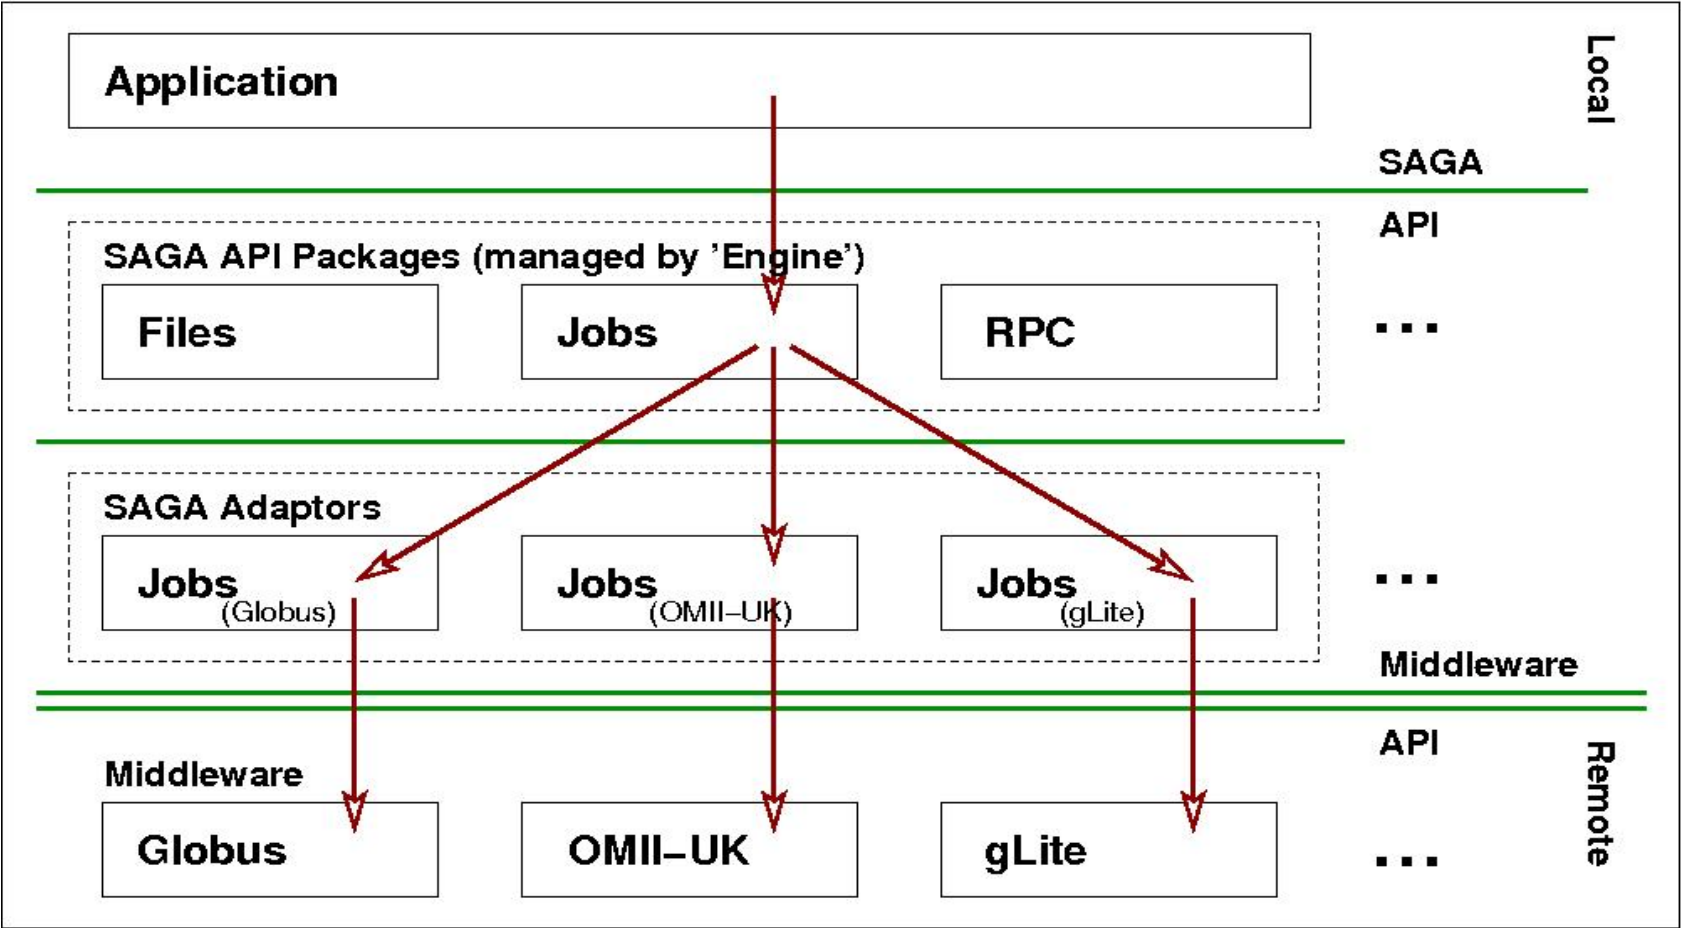 Application
Local
SAGA
API
SAGA API Packages (managed by ’Engine’)
Files
Jobs
RPC
...
SAGA Adaptors
Jobs
(Globus)
Jobs
(OMII–UK)
Jobs
(gLite)
...
Middleware
API
Remote
Middleware
Globus
OMII–UK
gLite
...